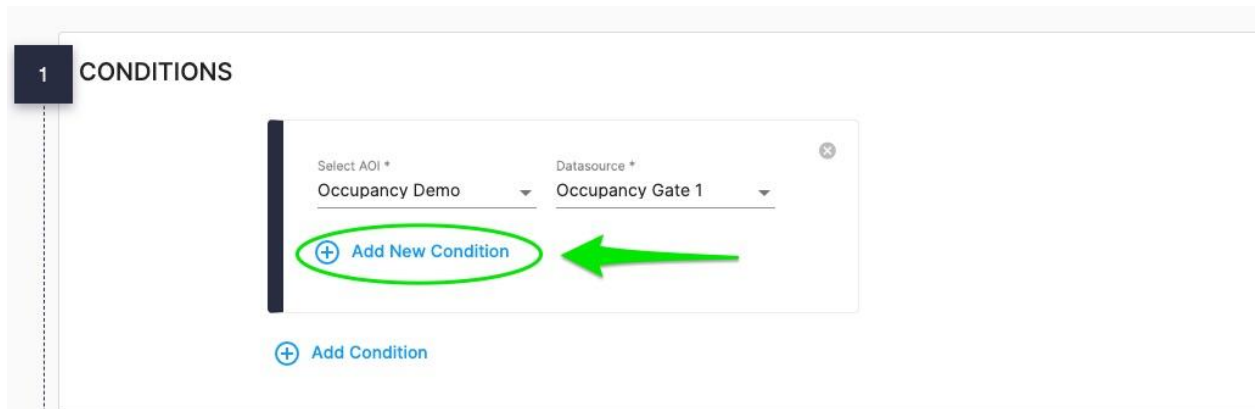 1 CONDITIONS
Select AOI * Datasource *
Occupancy Demo Occupancy Gate 1
Add New Condition
Add Condition